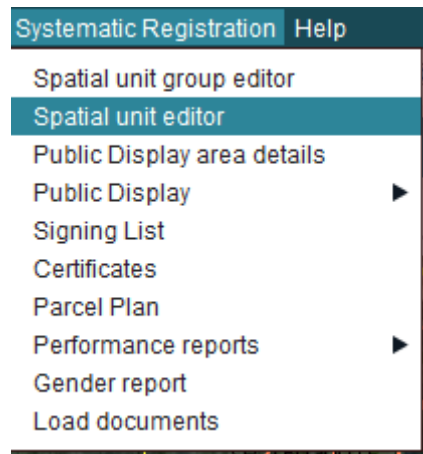 Systematic Registration Help
Spatial unit group editor
Spatial unit editor
Public Display area details
Public Display
Signing List
Certificates
Parcel Plan
Performance reports
Gender report
Load documents